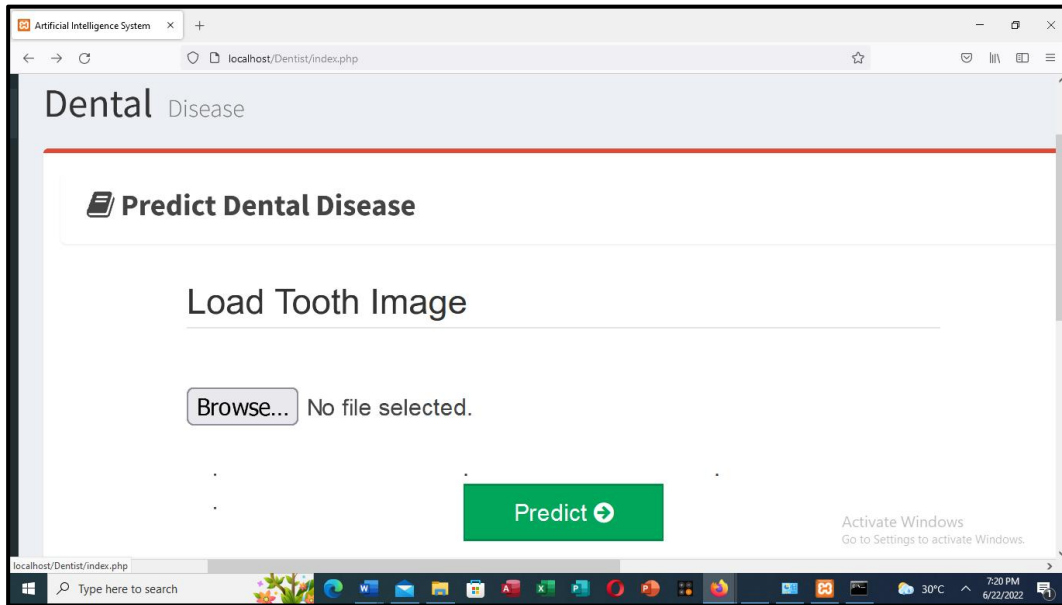 Artificial Intelligence System
localhost/Dentist/index.php
Dental Disease
Predict Dental Disease
Load Tooth Image
Browse... No file selected.
Predict
Activate Windows
Go to Settings to activate Windows.
localhost/Dentist/index.php
Type here to search
30°C
7:20 PM
6/22/2022